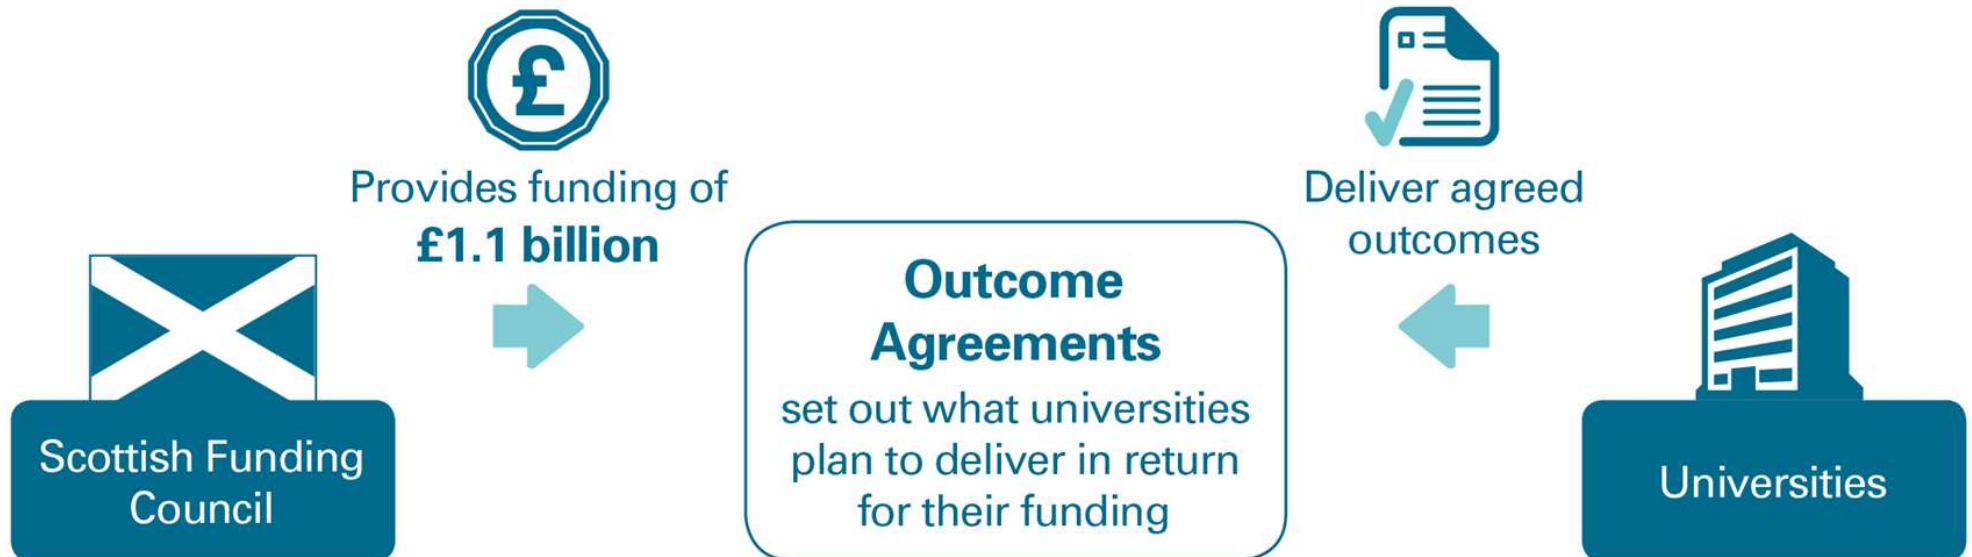 £
Provides funding of
£1.1 billion
Scottish Funding
Council
Outcome
Agreements
set out what universities
plan to deliver in return
for their funding
Deliver agreed
outcomes
Universities